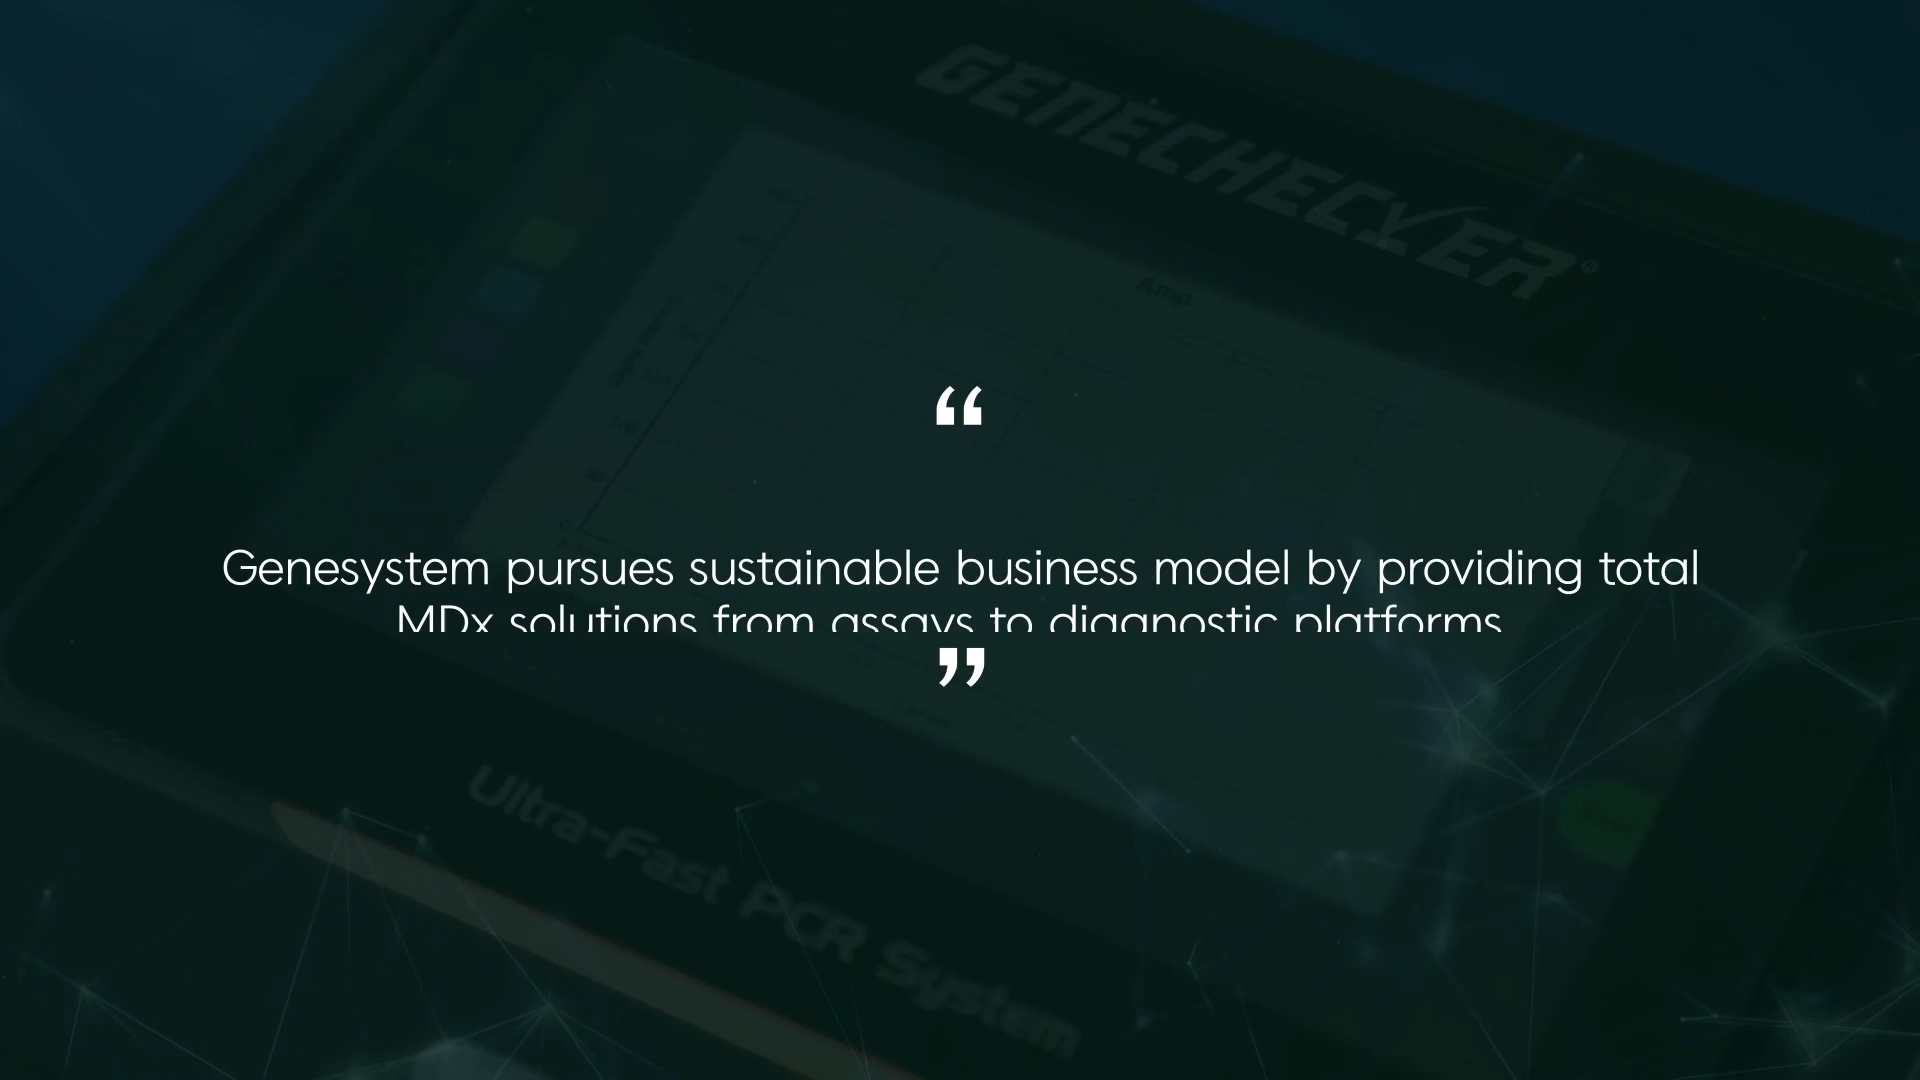 GENECHECKER®
Amp
“
Genesystem pursues sustainable business model by providing total
MDx solutions from assays to diagnostic platforms
”
Ultra-Fast PCR System